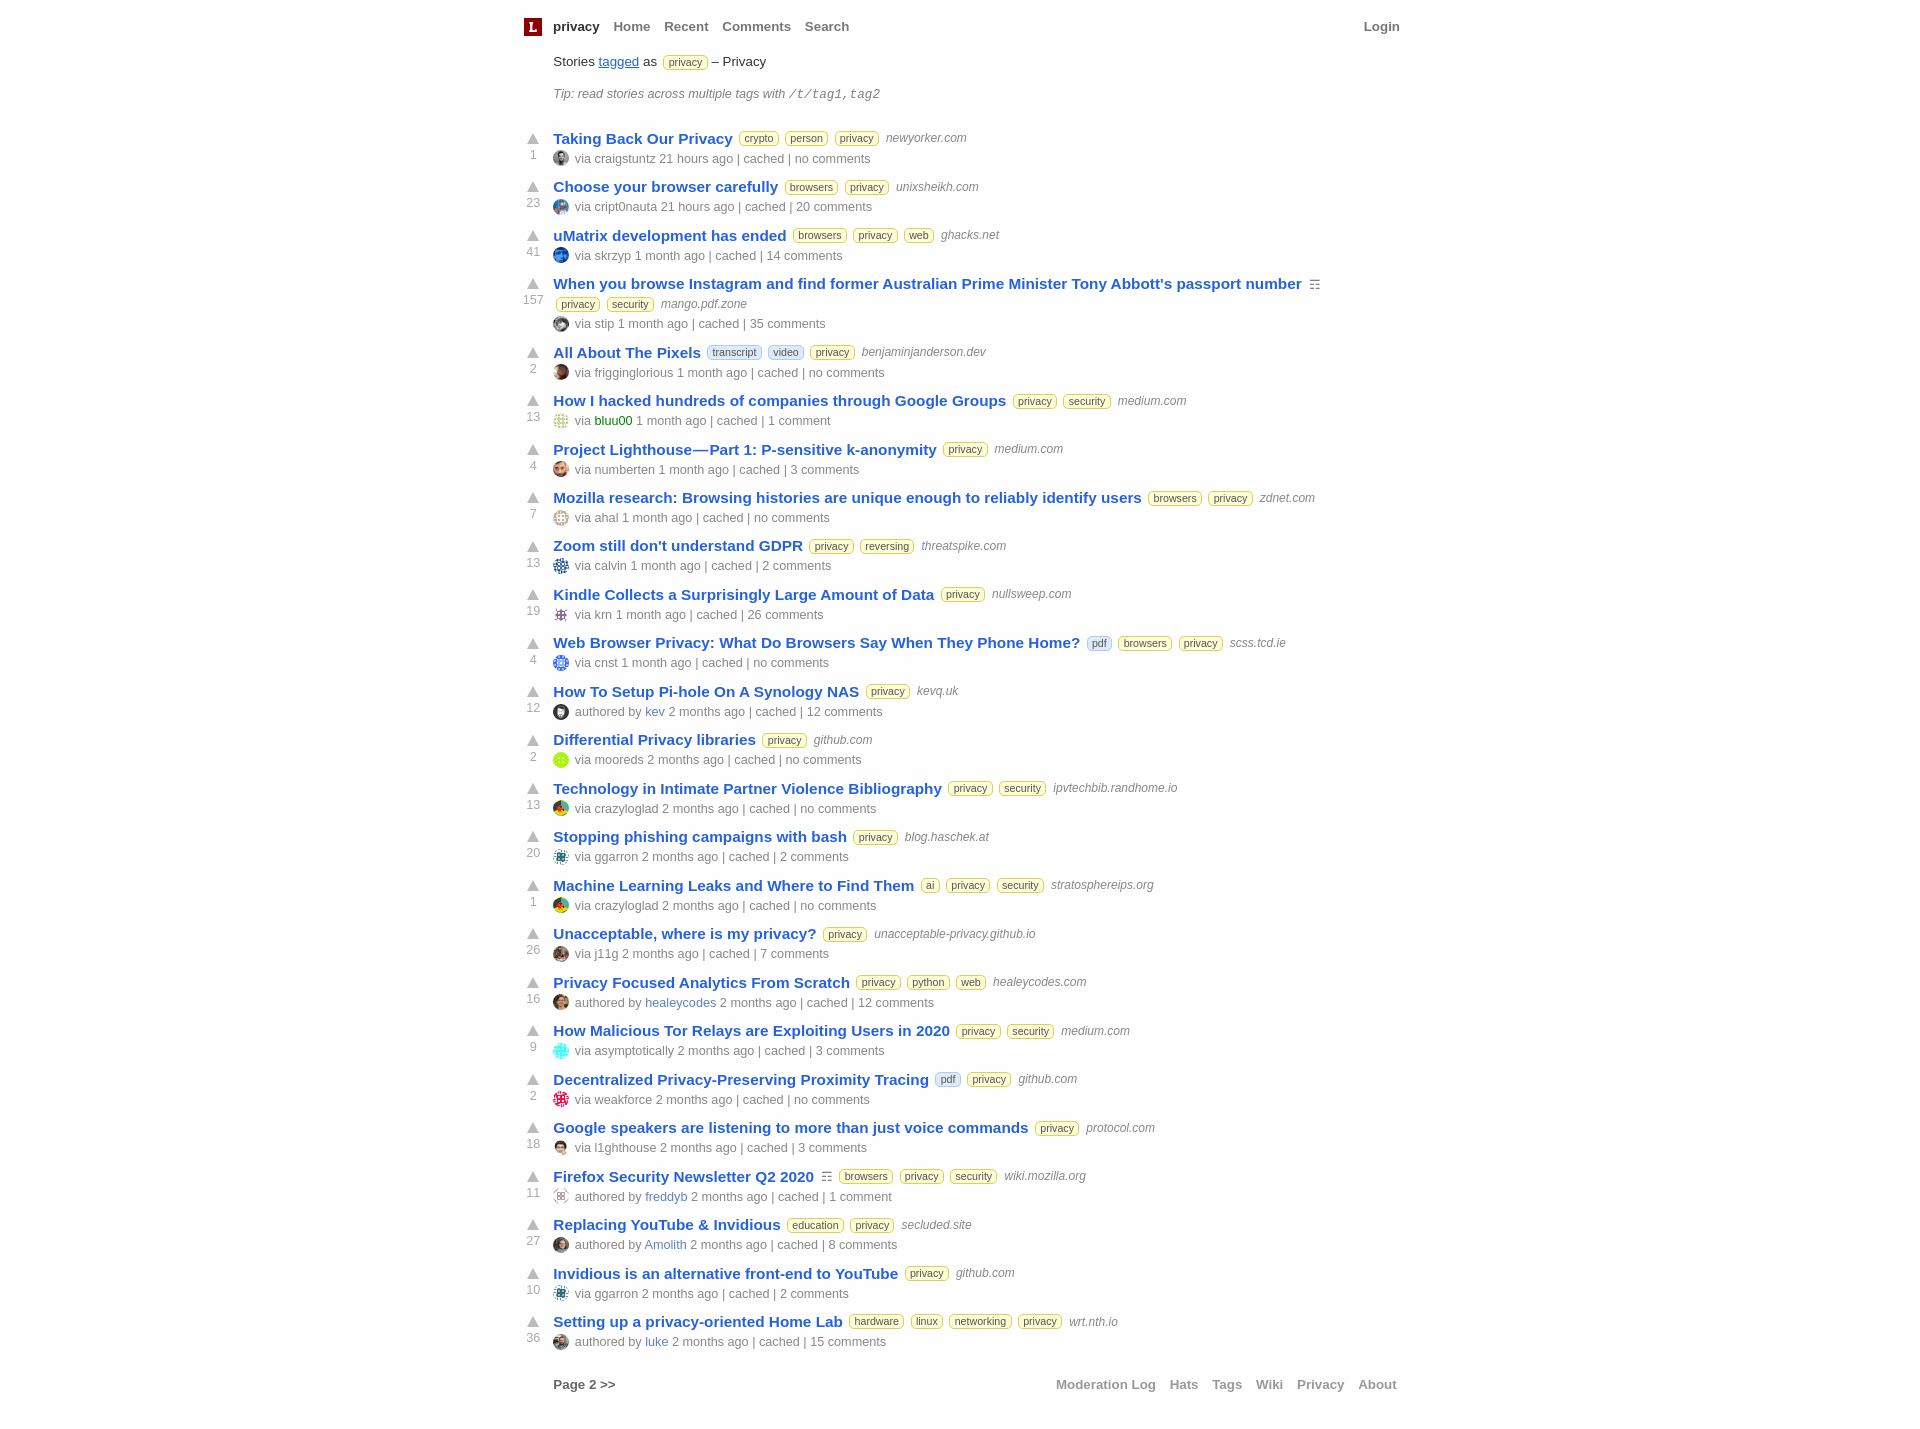 L privacy Home Recent Comments Search Login
Stories tagged as privacy – Privacy
Tip: read stories across multiple tags with /t/tag1,tag2
Taking Back Our Privacy crypto person privacy newyorker.com
1 via craigstuntz 21 hours ago | cached | no comments
Choose your browser carefully browsers privacy unixsheikh.com
23 via cript0nauta 21 hours ago | cached | 20 comments
uMatrix development has ended browsers privacy web ghacks.net
41 via skrzyp 1 month ago | cached | 14 comments
When you browse Instagram and find former Australian Prime Minister Tony Abbott's passport number ☶
157 privacy security mango.pdf.zone
via stip 1 month ago | cached | 35 comments
All About The Pixels transcript video privacy benjaminjanderson.dev
2 via frigginglorious 1 month ago | cached | no comments
How I hacked hundreds of companies through Google Groups privacy security medium.com
13 via bluu00 1 month ago | cached | 1 comment
Project Lighthouse — Part 1: P-sensitive k-anonymity privacy medium.com
4 via numberten 1 month ago | cached | 3 comments
Mozilla research: Browsing histories are unique enough to reliably identify users browsers privacy zdnet.com
7 via ahal 1 month ago | cached | no comments
Zoom still don't understand GDPR privacy reversing threatspike.com
13 via calvin 1 month ago | cached | 2 comments
Kindle Collects a Surprisingly Large Amount of Data privacy nullsweep.com
19 via krn 1 month ago | cached | 26 comments
Web Browser Privacy: What Do Browsers Say When They Phone Home? pdf browsers privacy scss.tcd.ie
4 via cnst 1 month ago | cached | no comments
How To Setup Pi-hole On A Synology NAS privacy kevq.uk
12 authored by kev 2 months ago | cached | 12 comments
Differential Privacy libraries privacy github.com
2 via mooreds 2 months ago | cached | no comments
Technology in Intimate Partner Violence Bibliography privacy security ipvtechbib.randhome.io
13 via crazyloglad 2 months ago | cached | no comments
Stopping phishing campaigns with bash privacy blog.haschek.at
20 via ggarron 2 months ago | cached | 2 comments
Machine Learning Leaks and Where to Find Them ai privacy security stratosphereips.org
1 via crazyloglad 2 months ago | cached | no comments
Unacceptable, where is my privacy? privacy unacceptable-privacy.github.io
26 via j11g 2 months ago | cached | 7 comments
Privacy Focused Analytics From Scratch privacy python web healeycodes.com
16 authored by healeycodes 2 months ago | cached | 12 comments
How Malicious Tor Relays are Exploiting Users in 2020 privacy security medium.com
9 via asymptotically 2 months ago | cached | 3 comments
Decentralized Privacy-Preserving Proximity Tracing pdf privacy github.com
2 via weakforce 2 months ago | cached | no comments
Google speakers are listening to more than just voice commands privacy protocol.com
18 via l1ghthouse 2 months ago | cached | 3 comments
Firefox Security Newsletter Q2 2020 ☶ browsers privacy security wiki.mozilla.org
11 authored by freddyb 2 months ago | cached | 1 comment
Replacing YouTube & Invidious education privacy secluded.site
27 authored by Amolith 2 months ago | cached | 8 comments
Invidious is an alternative front-end to YouTube privacy github.com
10 via ggarron 2 months ago | cached | 2 comments
Setting up a privacy-oriented Home Lab hardware linux networking privacy wrt.nth.io
36 authored by luke 2 months ago | cached | 15 comments
Page 2 >> Moderation Log Hats Tags Wiki Privacy About